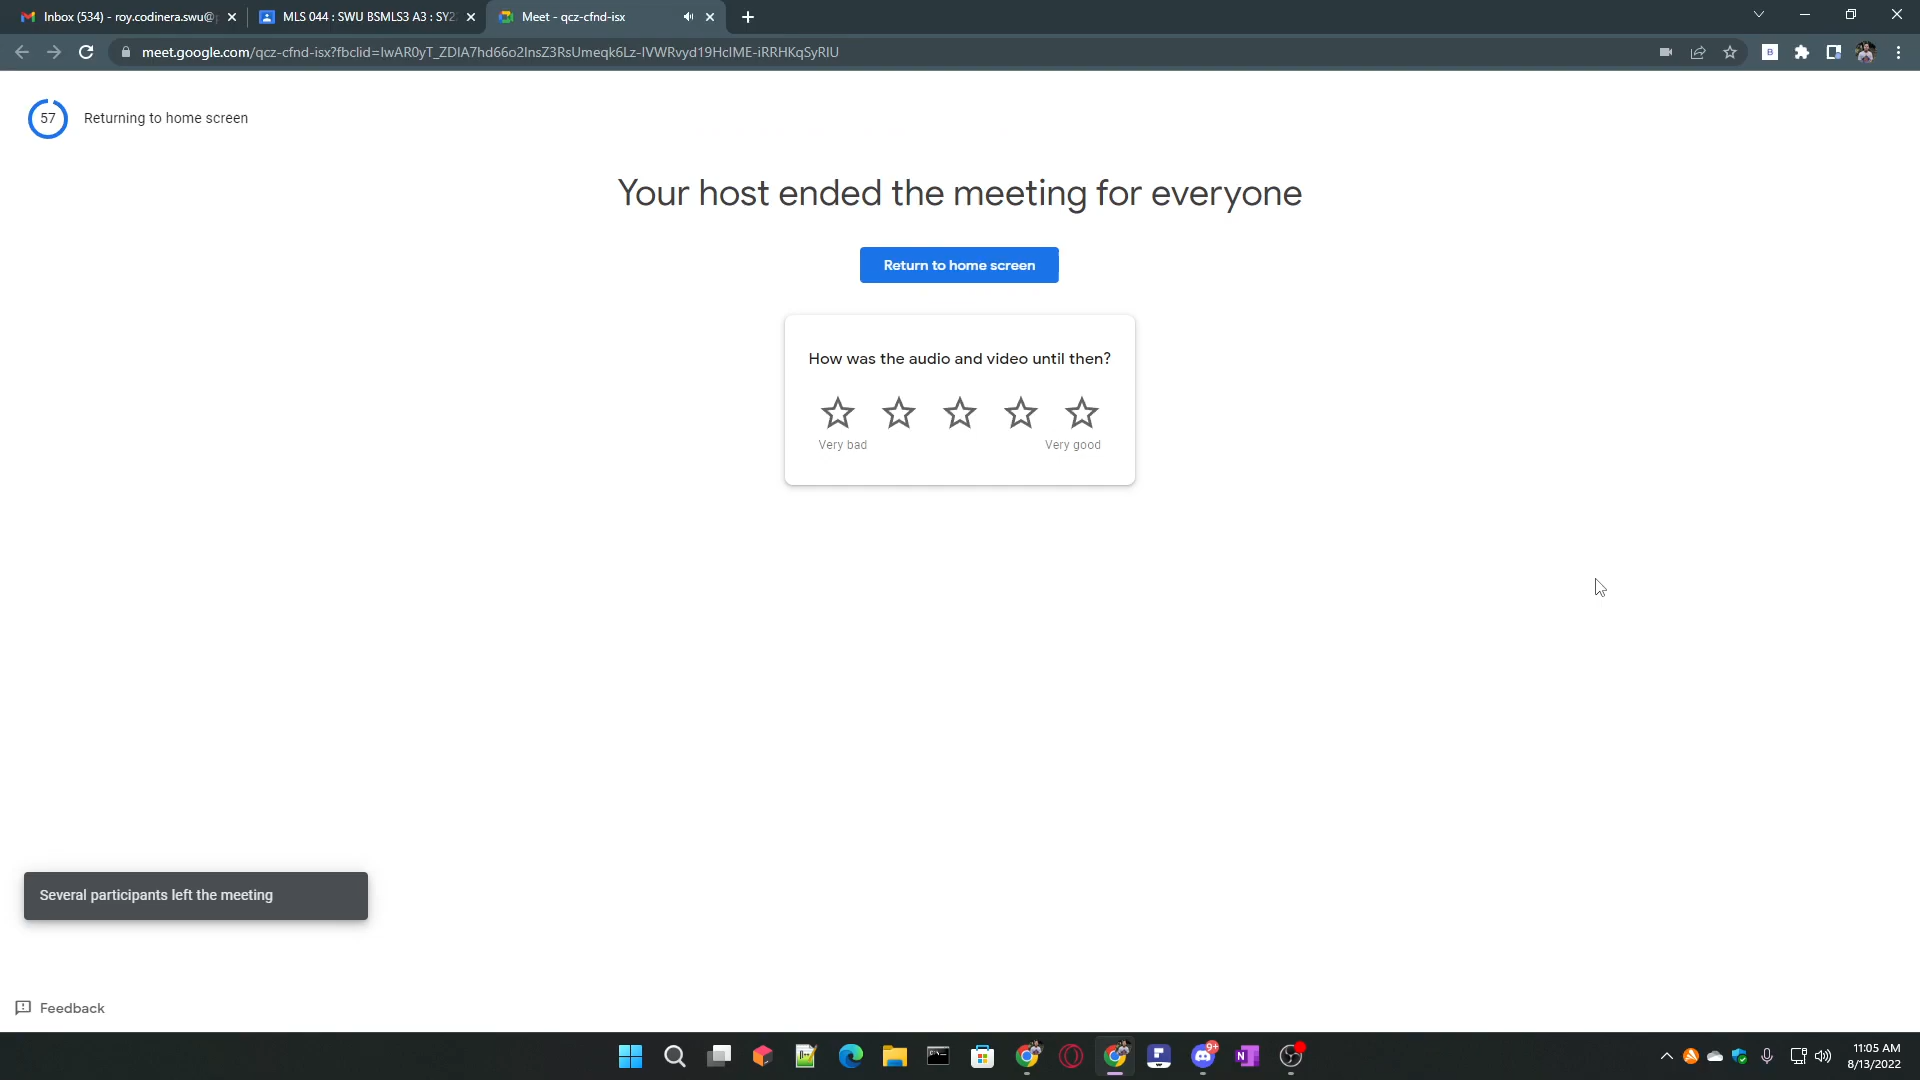 Inbox (534) - roy.codinera.swu@
MLS 044 : SWU BSMLS3 A3 : SY2
Meet - qcz-cfnd-isx
meet.google.com/qcz-cfnd-isx?fbclid=IwAR0yT_ZDIA7hd66o2lnsZ3RsUmeqk6Lz-lVWRvyd19HcIME-iRRHKqSyRlU
57
Returning to home screen
Your host ended the meeting for everyone
Return to home screen
How was the audio and video until then?
Very bad
Very good
Several participants left the meeting
Feedback
9+
N
11:05 AM
8/13/2022